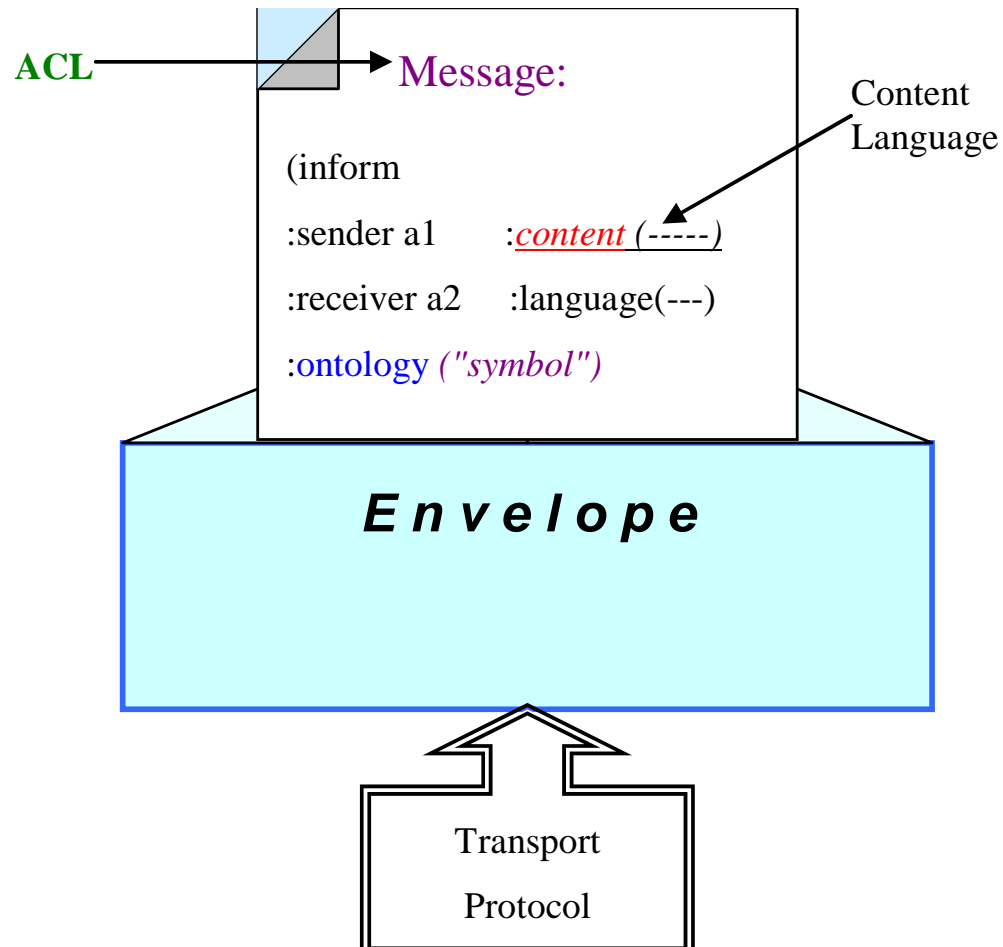 ACL
Message:
Content
Language
(inform
:sender a1 :content (-----)
:receiver a2 :language(---)
:ontology ("symbol")
Envelope
Transport
Protocol